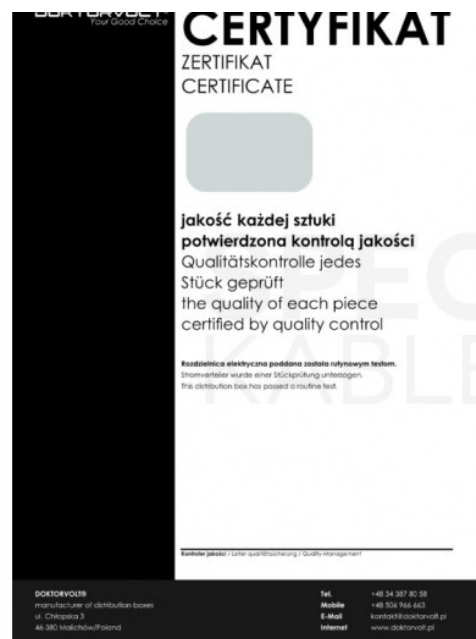 DOKTORVOLT®
Your Good Choice
CERTYFIKAT
ZERTIFIKAT
CERTIFICATE
jakość każdej sztuki
potwierdzona kontrolą jakości
Qualitätskontrolle jedes
Stück geprüft
the quality of each piece
certified by quality control
SPEC
KABLE
Rozdzielnica elektryczna poddana została rutynowym testom.
Stromverteiler wurde einer Stückprüfung unterzogen.
This distribution box has passed a routine test.
Kontroler jakości / Leiter qualitätssicherung / Quality Management
DOKTORVOLT®
manufacturer of distribution boxes
ul. Chłopska 3
46-380 Malichów/Poland
Tel. +48 34 387 80 58
Mobile +48 506 966 663
E-Mail kontakt@doktorvolt.pl
Internet www.doktorvolt.pl